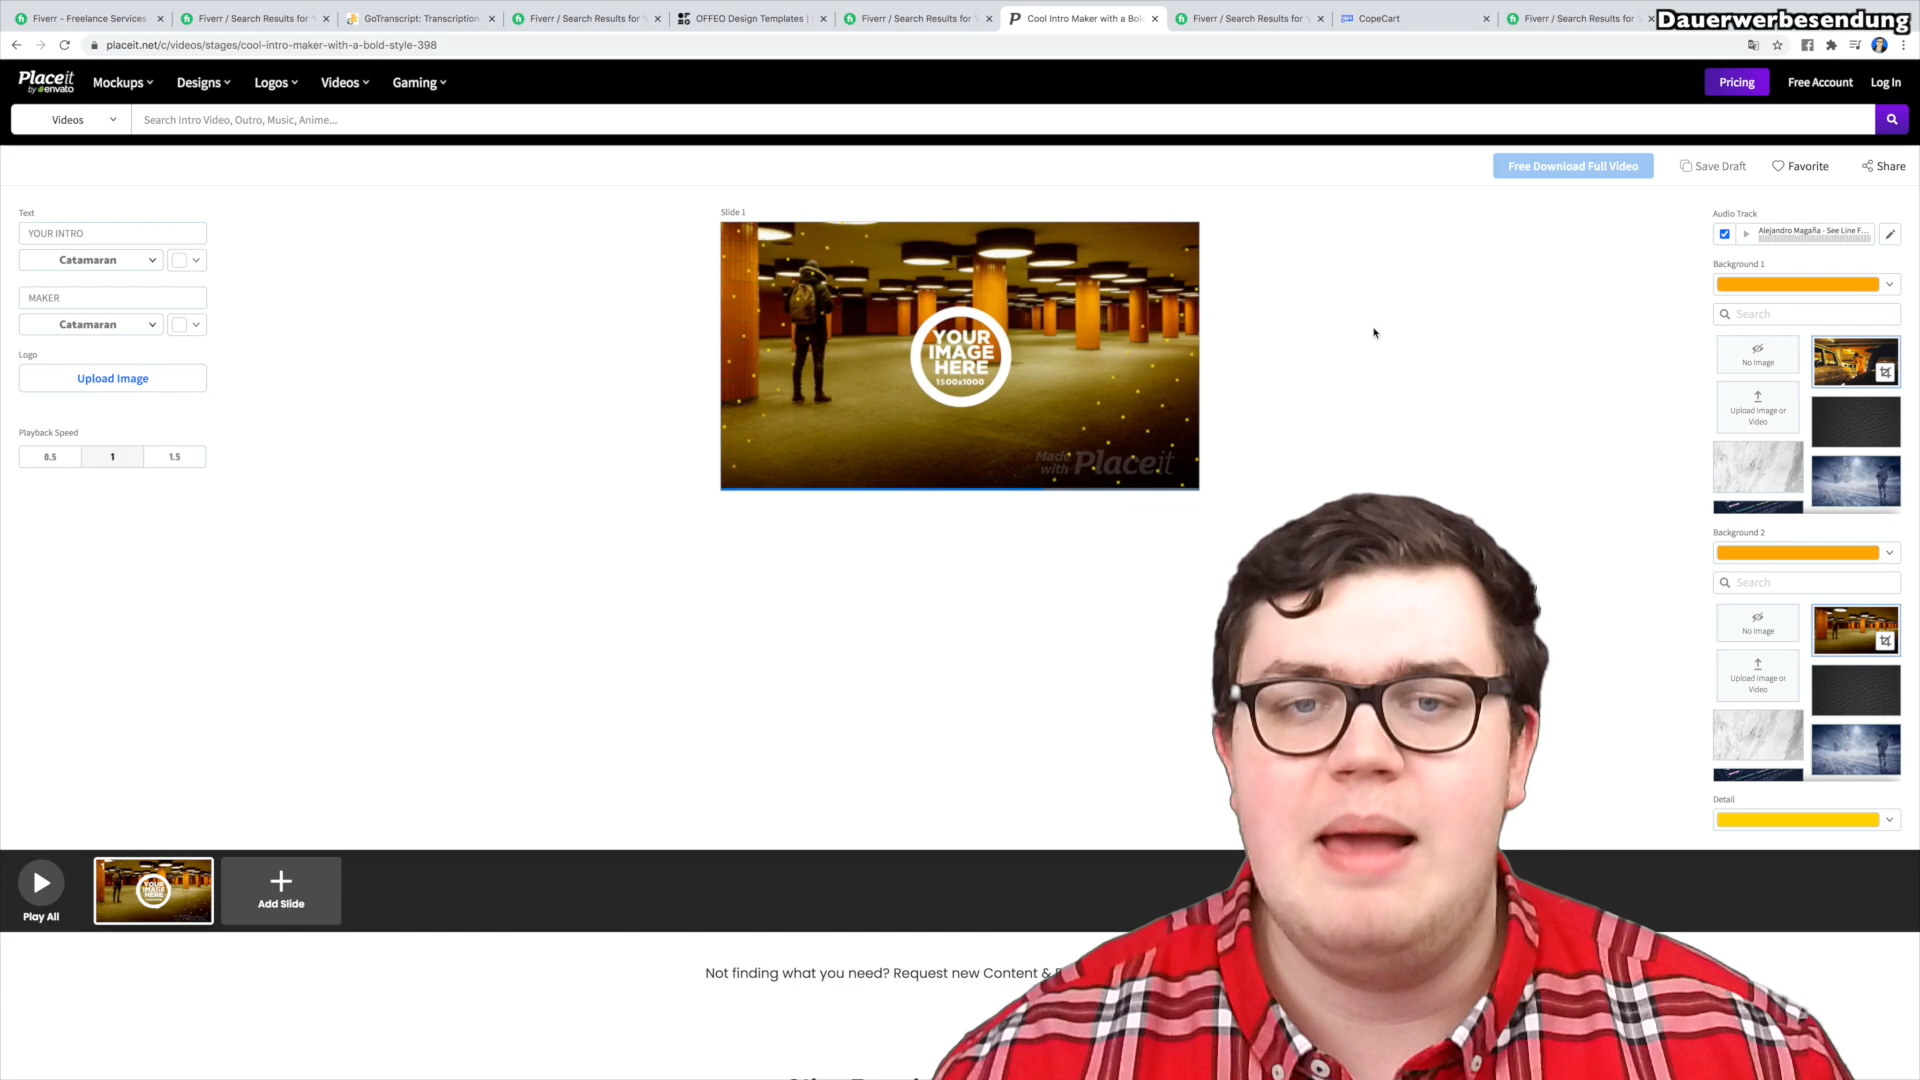 Fiverr - Freelance Services
Fiverr / Search Results for
GoTranscript: Transcription
Fiverr / Search Results for
OFFEO Design Templates |
Fiverr / Search Results for
Cool Intro Maker with a Bol
Fiverr / Search Results for
CopeCart
Fiverr / Search Results for
Dauerwerbesendung
placeit.net/c/videos/stages/cool-intro-maker-with-a-bold-style-398
Placeit
by envato
Mockups
Designs
Logos
Videos
Gaming
Pricing
Free Account
Log In
Videos
Search Intro Video, Outro, Music, Anime...
Free Download Full Video
Save Draft
Favorite
Share
Text
YOUR INTRO
Catamaran
MAKER
Catamaran
Logo
Upload Image
Playback Speed
0.5
1
1.5
Slide 1
YOUR
IMAGE
HERE
1500x1000
Made
with Placeit
Audio Track
Alejandro Magaña - See Line F...
Background 1
Search
No Image
Upload Image or
Video
Background 2
Search
No Image
Upload Image or
Video
Detail
Play All
YOUR
IMAGE
HERE
Add Slide
Not finding what you need? Request new Content &